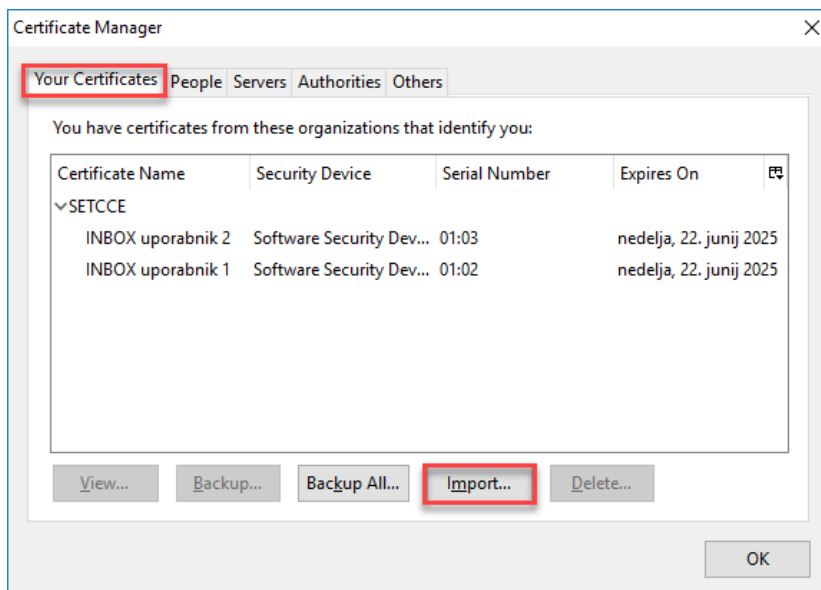 Certificate Manager
Your Certificates People Servers Authorities Others
You have certificates from these organizations that identify you:
Certificate Name Security Device Serial Number Expires On
SETCCE
INBOX uporabnik 2 Software Security Dev... 01:03 nedelja, 22. junij 2025
INBOX uporabnik 1 Software Security Dev... 01:02 nedelja, 22. junij 2025
View... Backup... Backup All... Import... Delete...
OK